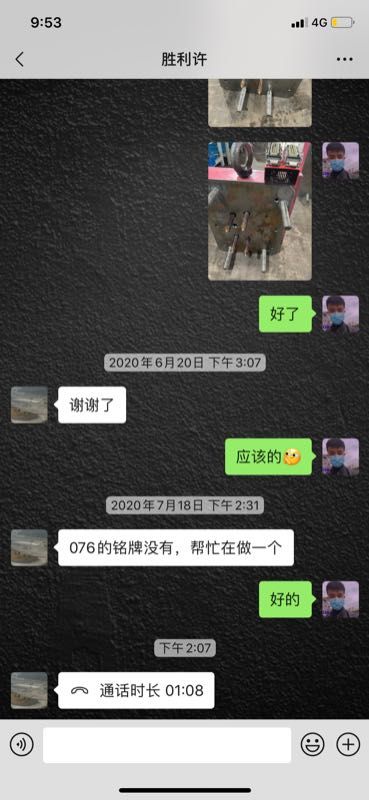 9:53
4G
胜利许
好了
2020年6月20日 下午3:07
谢谢了
应该的🤔
2020年7月18日 下午2:31
076的铭牌没有，帮忙在做一个
好的
下午2:07
通话时长 01:08